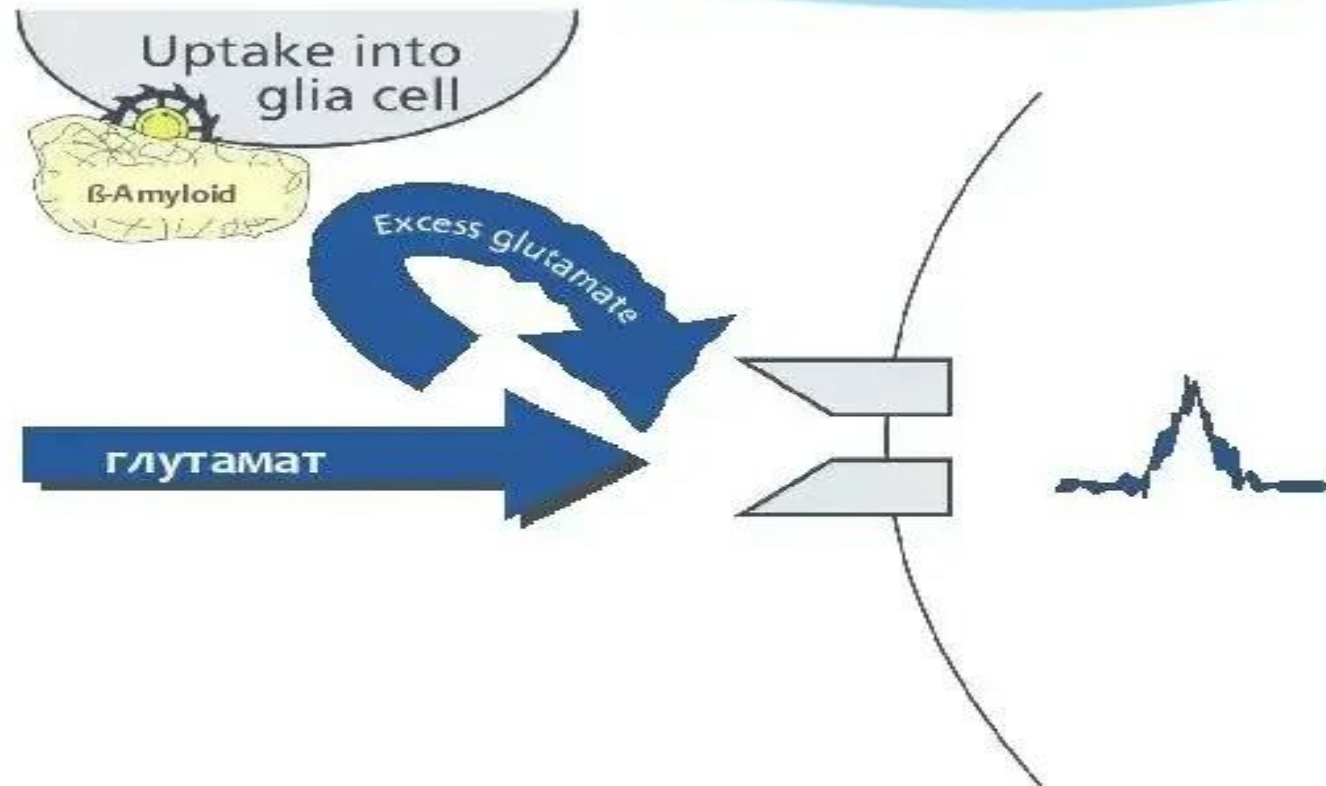 Uptake into
glia cell
ß-Amyloid
Excess glutamate
глутамат